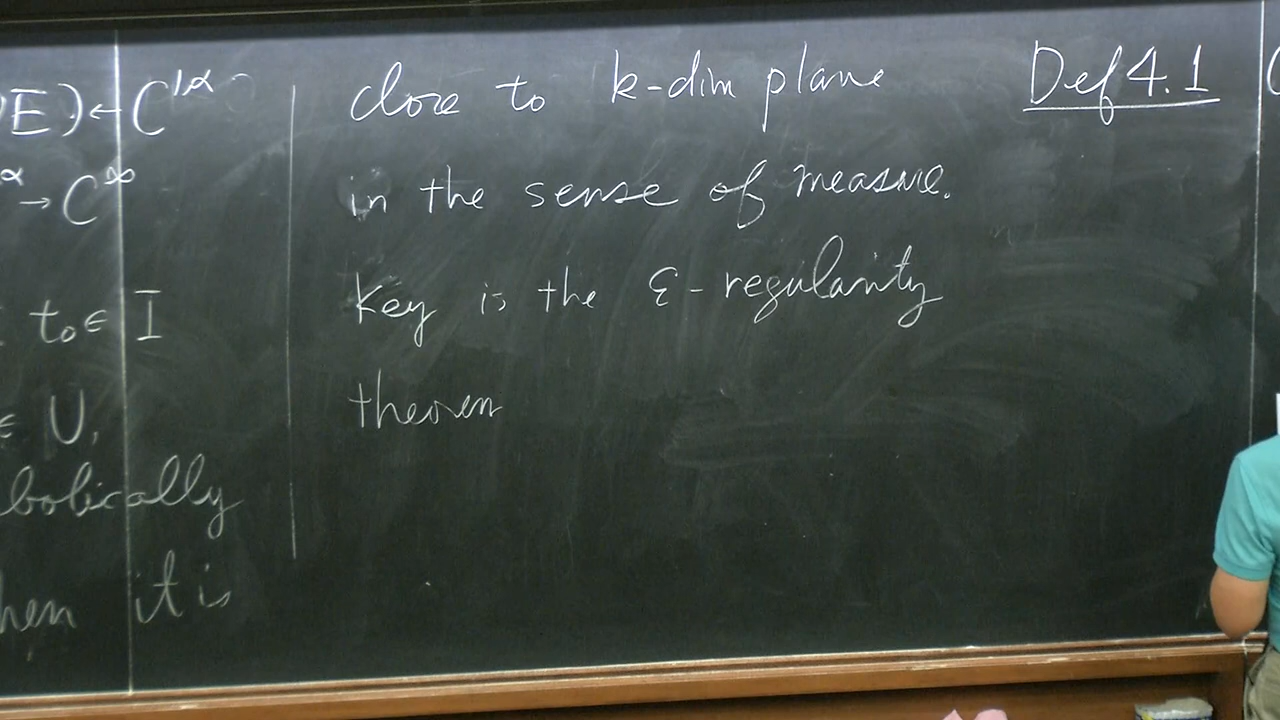 E) ← C^{1,α}
α → C^∞
t₀ ∈ I
∈ U,
bolically
hen it is
close to k-dim plane
in the sense of measure.
Key is the ε-regularity
theorem
Def 4.1